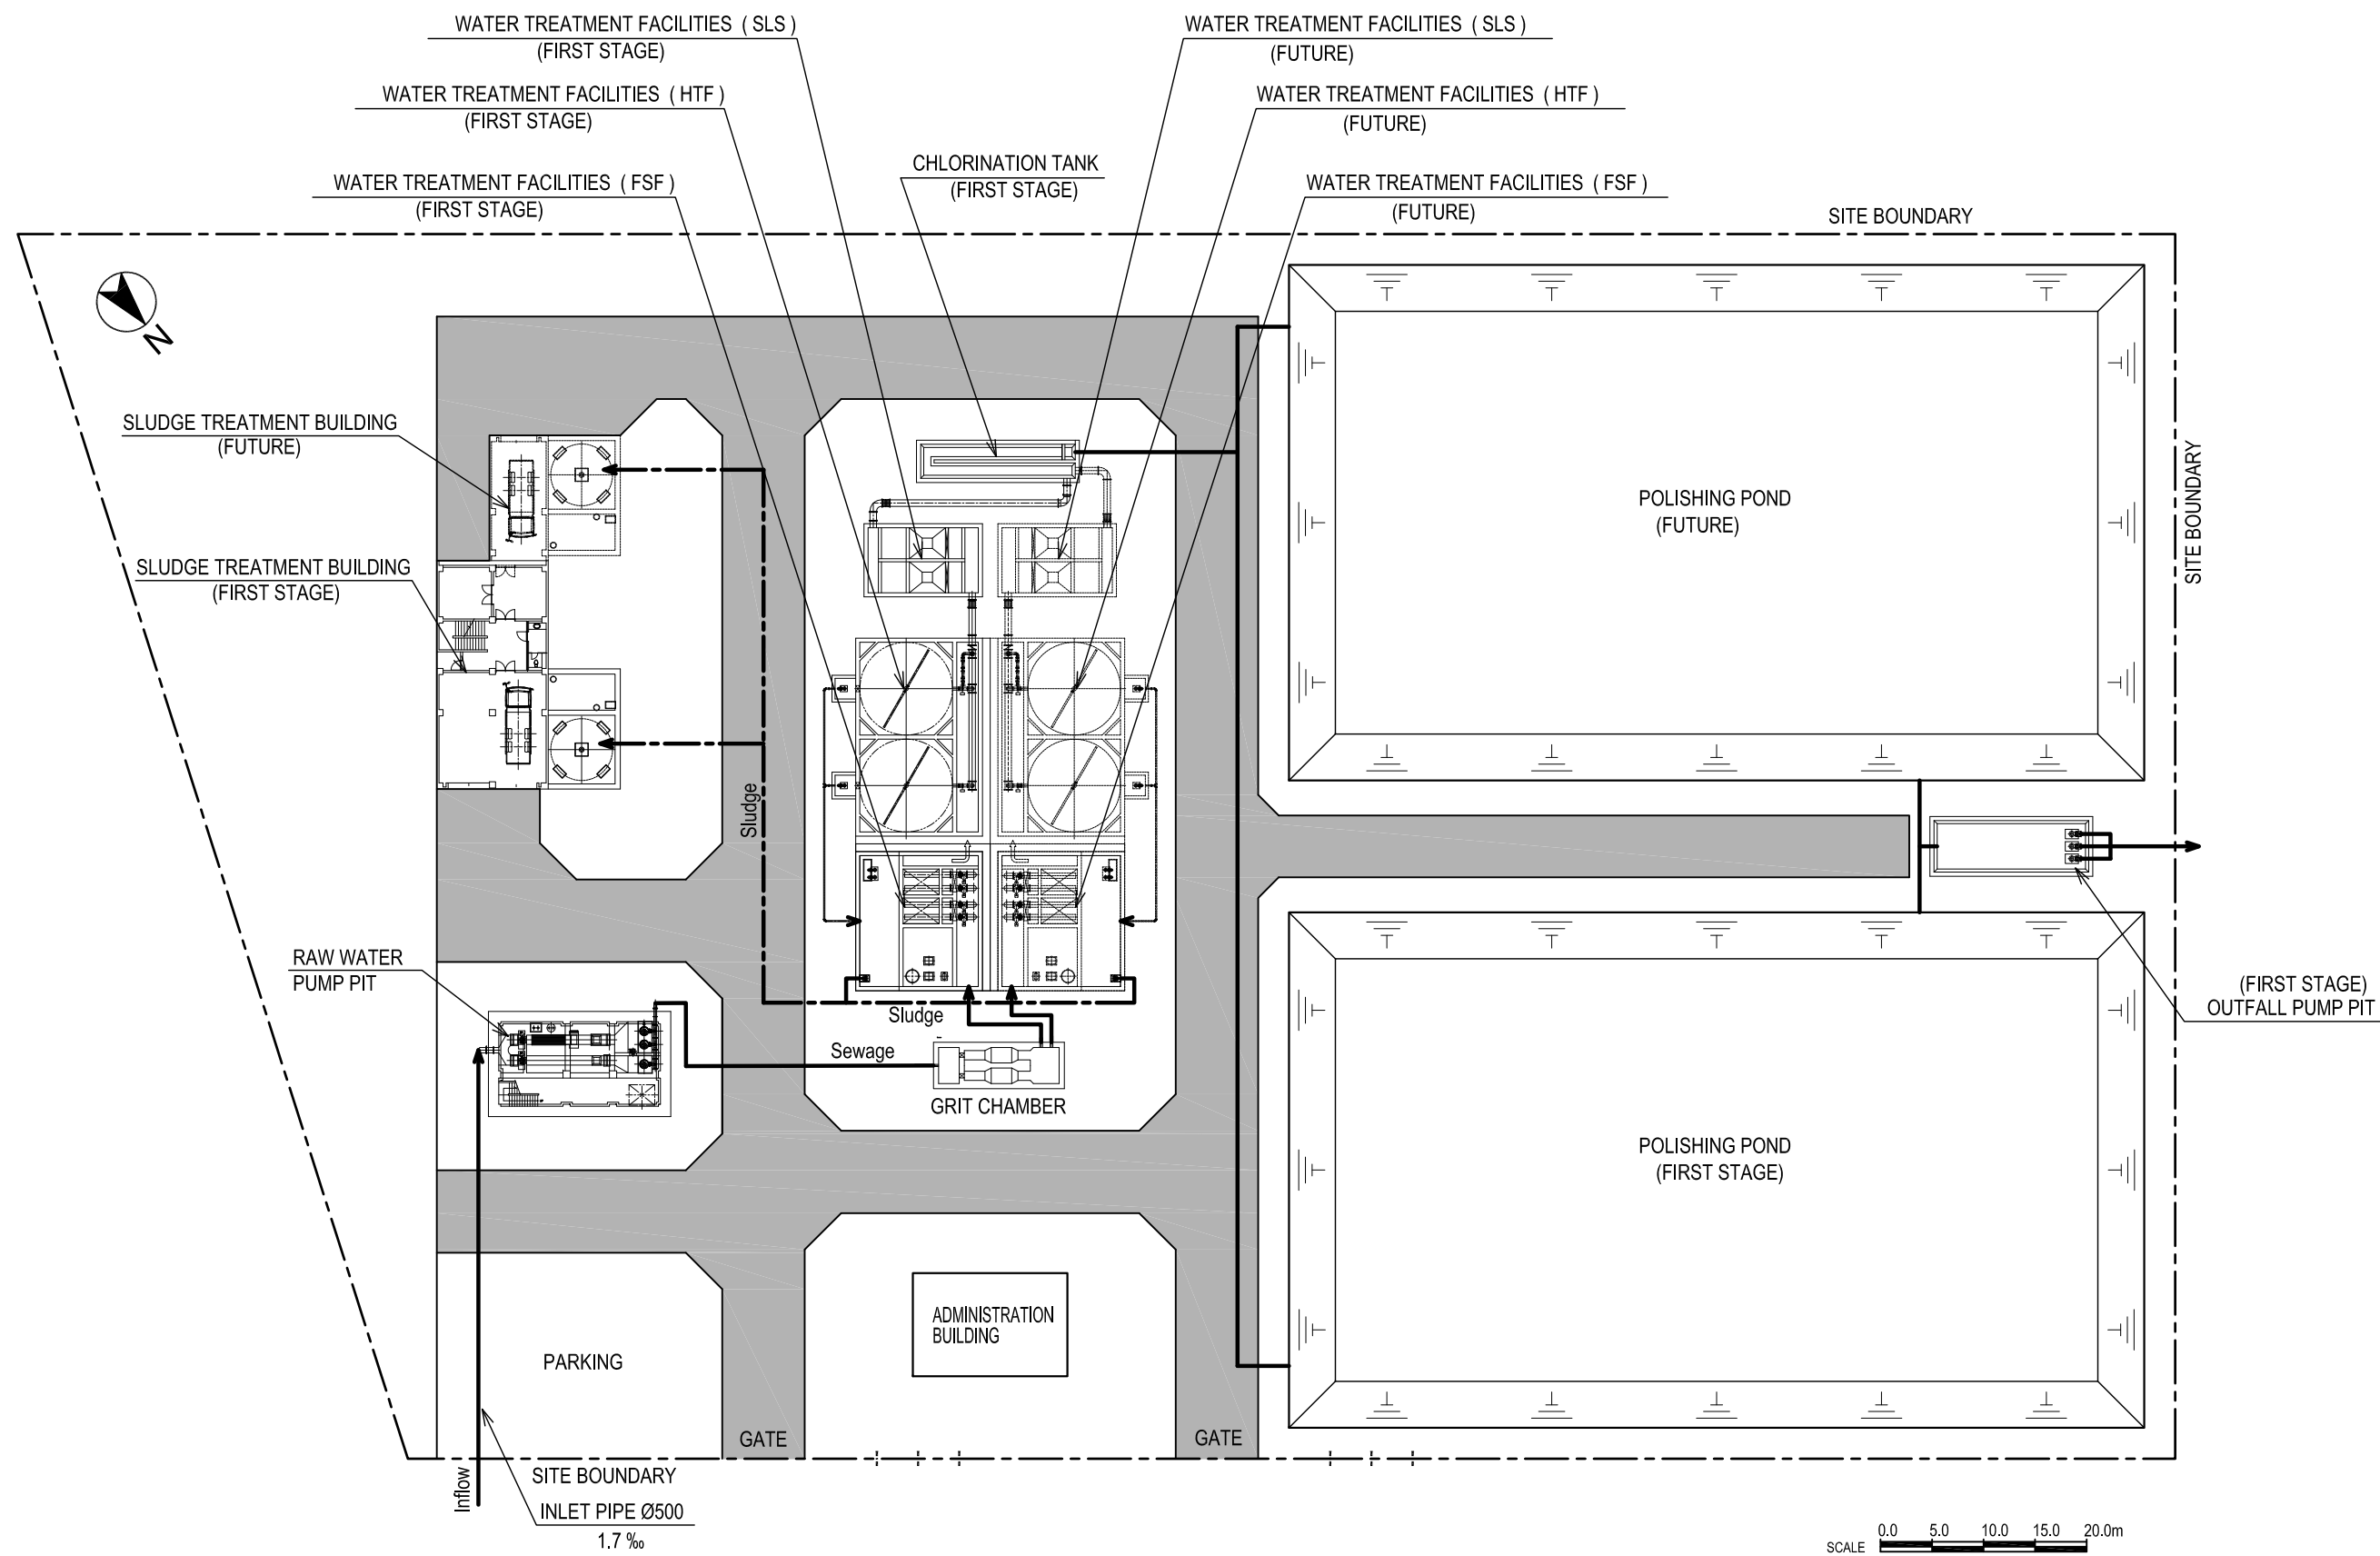 WATER TREATMENT FACILITIES ( SLS )
(FIRST STAGE)
WATER TREATMENT FACILITIES ( SLS )
(FUTURE)
WATER TREATMENT FACILITIES ( HTF )
(FIRST STAGE)
WATER TREATMENT FACILITIES ( HTF )
(FUTURE)
CHLORINATION TANK
(FIRST STAGE)
WATER TREATMENT FACILITIES ( FSF )
(FIRST STAGE)
WATER TREATMENT FACILITIES ( FSF )
(FUTURE)
SITE BOUNDARY
N
SLUDGE TREATMENT BUILDING
(FUTURE)
POLISHING POND
(FUTURE)
SITE BOUNDARY
SLUDGE TREATMENT BUILDING
(FIRST STAGE)
Sludge
RAW WATER
PUMP PIT
(FIRST STAGE)
OUTFALL PUMP PIT
Sludge
Sewage
GRIT CHAMBER
POLISHING POND
(FIRST STAGE)
ADMINISTRATION
BUILDING
PARKING
GATE
GATE
Inflow
SITE BOUNDARY
INLET PIPE Ø500
1.7 ‰
SCALE
0.0 5.0 10.0 15.0 20.0m